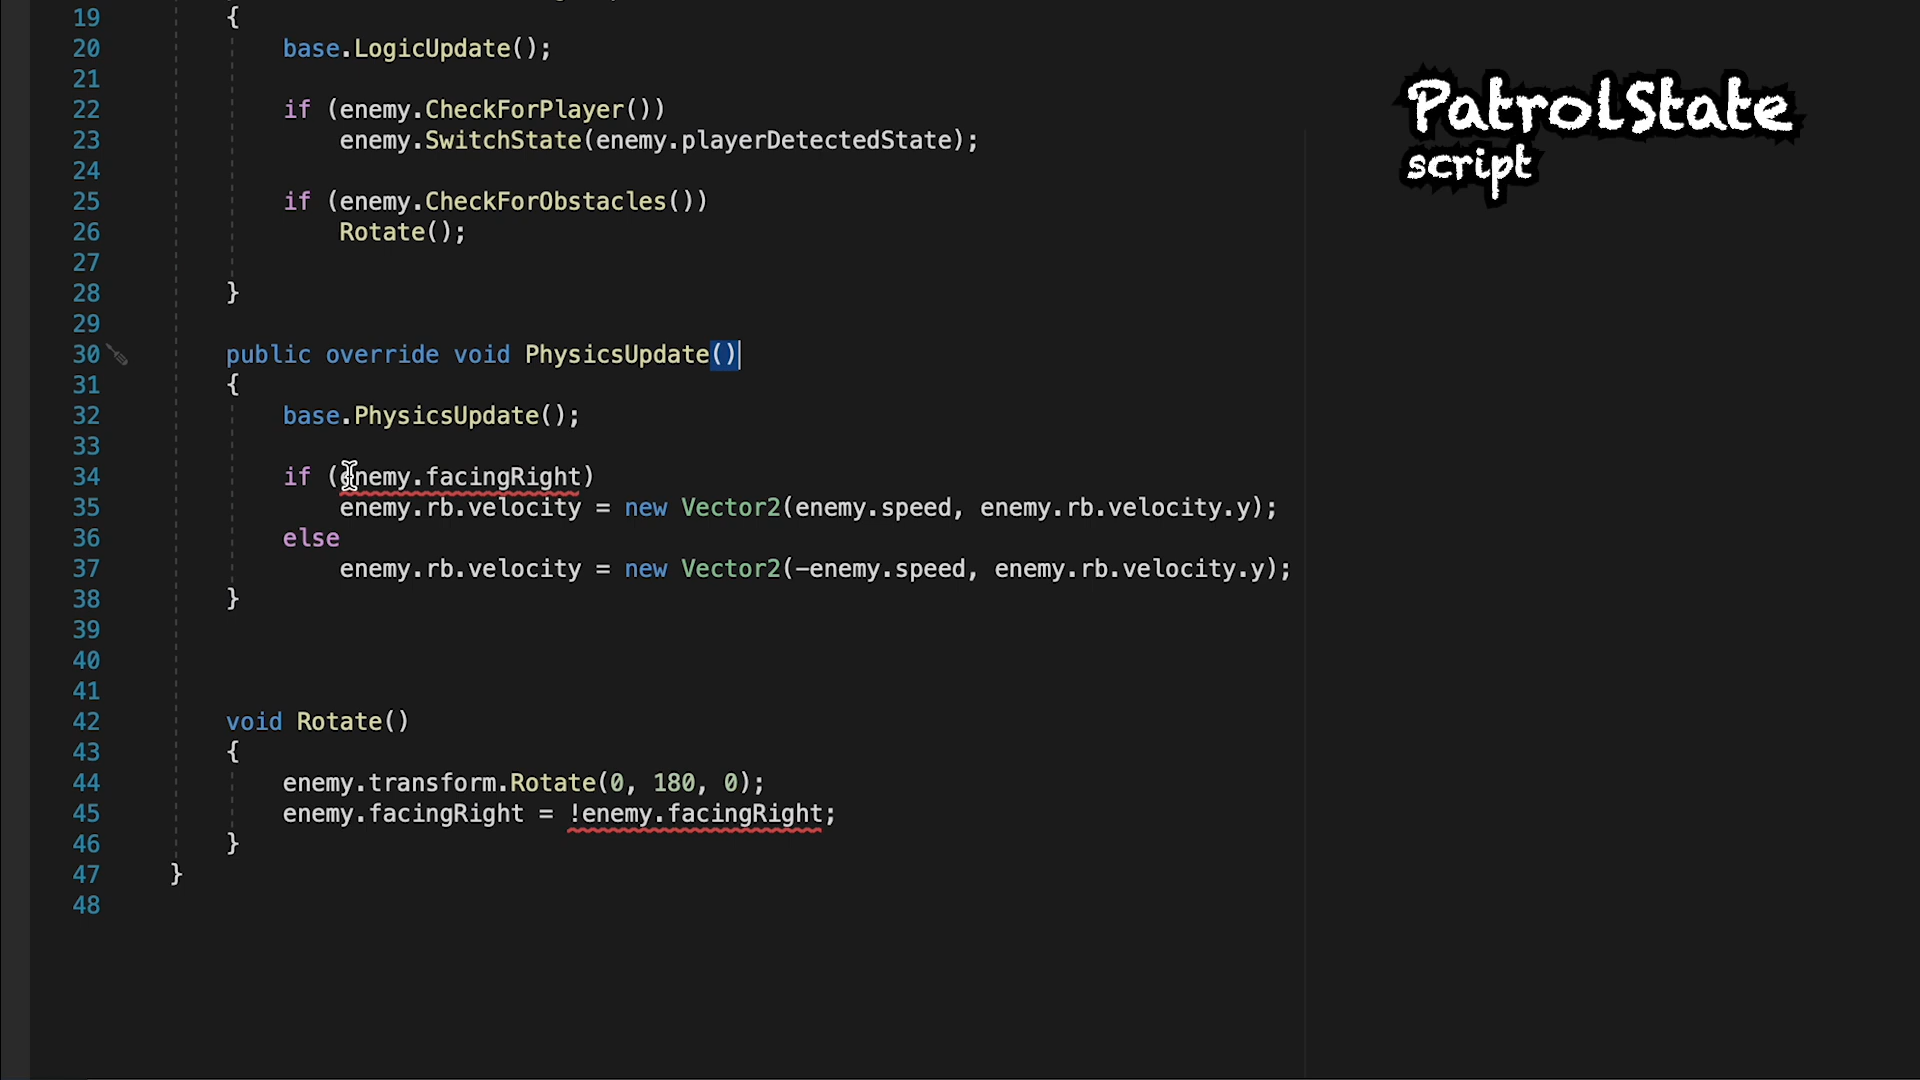 19 {
20 base.LogicUpdate();
21
22 if (enemy.CheckForPlayer())
23 enemy.SwitchState(enemy.playerDetectedState);
24
25 if (enemy.CheckForObstacles())
26 Rotate();
27
28 }
29
30 public override void PhysicsUpdate()
31 {
32 base.PhysicsUpdate();
33
34 if (enemy.facingRight)
35 enemy.rb.velocity = new Vector2(enemy.speed, enemy.rb.velocity.y);
36 else
37 enemy.rb.velocity = new Vector2(-enemy.speed, enemy.rb.velocity.y);
38 }
39
40
41
42 void Rotate()
43 {
44 enemy.transform.Rotate(0, 180, 0);
45 enemy.facingRight = !enemy.facingRight;
46 }
47 }
48
PatrolState
script